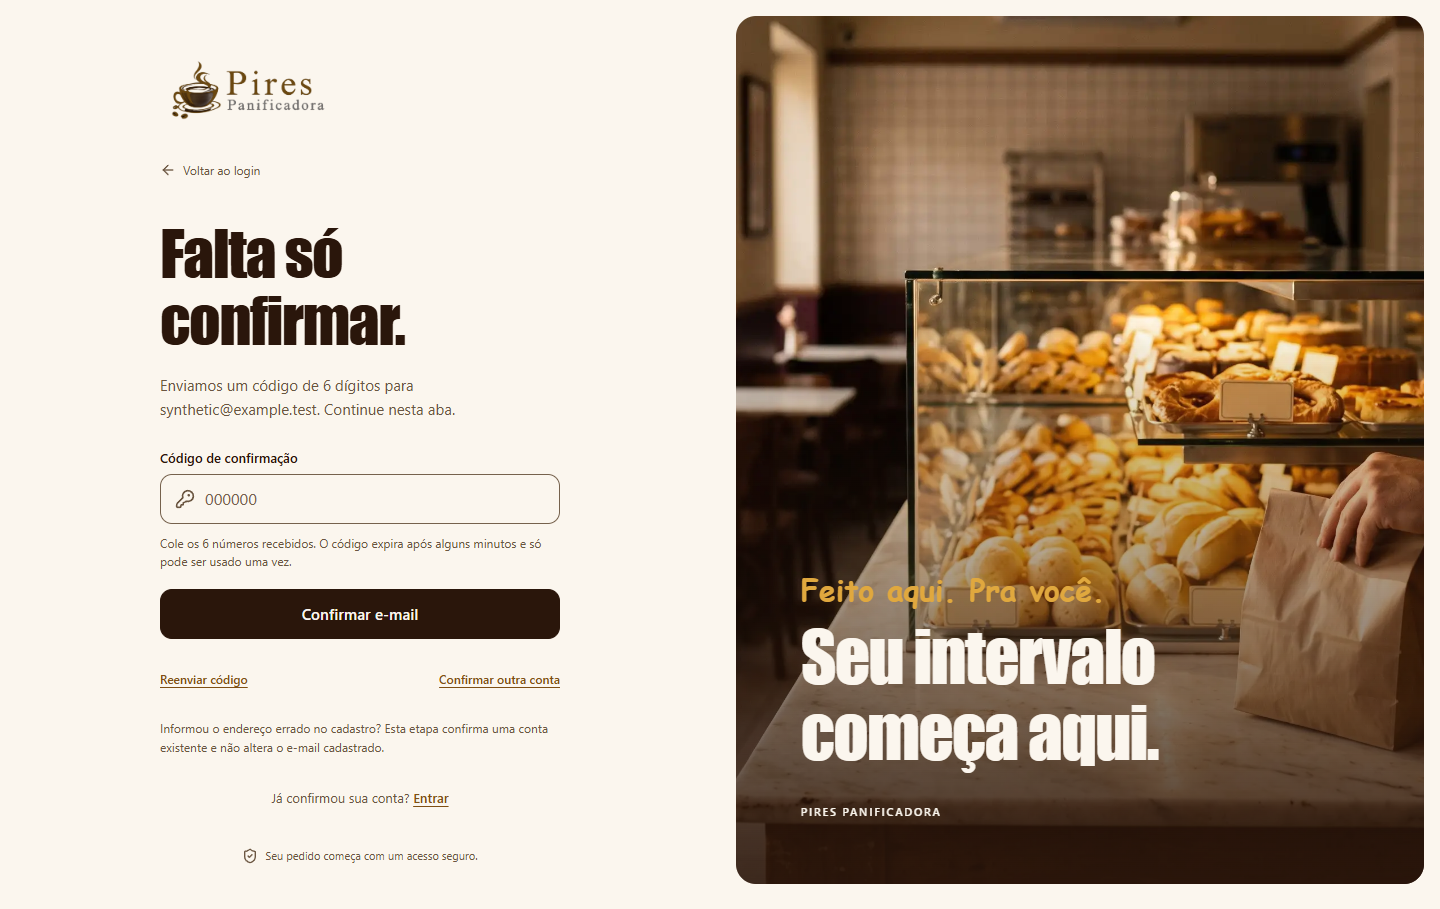 Pires
Panificadora
Voltar ao login
Falta só
confirmar.
Enviamos um código de 6 dígitos para
synthetic@example.test. Continue nesta aba.
Código de confirmação
000000
Cole os 6 números recebidos. O código expira após alguns minutos e só
pode ser usado uma vez.
Confirmar e-mail
Reenviar código
Confirmar outra conta
Informou o endereço errado no cadastro? Esta etapa confirma uma conta
existente e não altera o e-mail cadastrado.
Já confirmou sua conta? Entrar
Seu pedido começa com um acesso seguro.
Feito aqui. Pra você.
Seu intervalo
começa aqui.
PIRES PANIFICADORA